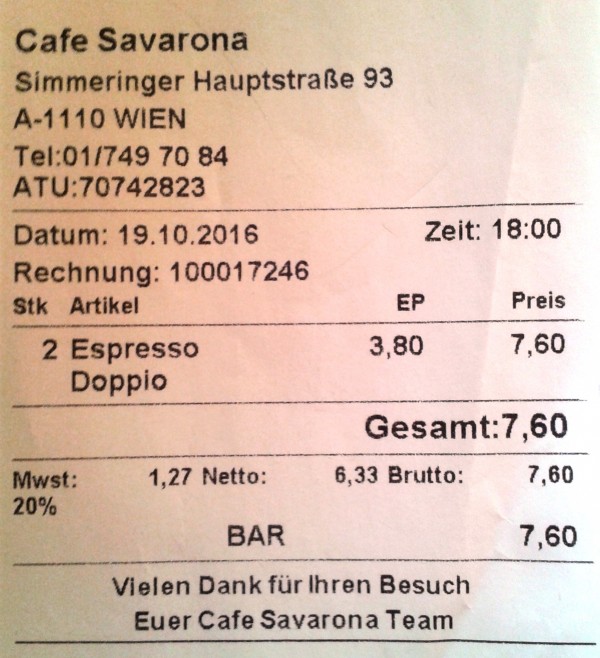 Cafe Savarona
Simmeringer Hauptstraße 93
A-1110 WIEN
Tel:01/749 70 84
ATU:70742823
Datum: 19.10.2016 Zeit: 18:00
Rechnung: 100017246
Stk Artikel EP Preis
2 Espresso 3,80 7,60
Doppio
Gesamt:7,60
Mwst: 1,27 Netto: 6,33 Brutto: 7,60
20%
BAR 7,60
Vielen Dank für Ihren Besuch
Euer Cafe Savarona Team